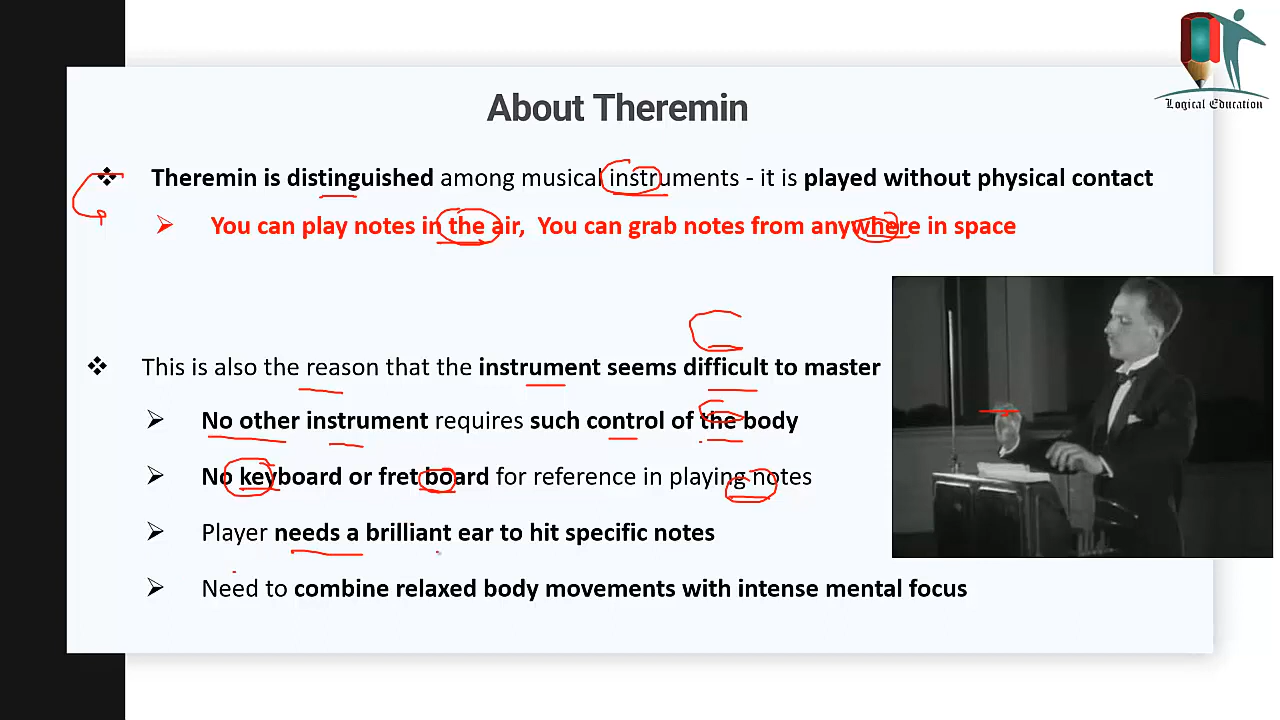 Logical Education
About Theremin
Theremin is distinguished among musical instruments - it is played without physical contact
You can play notes in the air, You can grab notes from anywhere in space
This is also the reason that the instrument seems difficult to master
No other instrument requires such control of the body
No keyboard or fret board for reference in playing notes
Player needs a brilliant ear to hit specific notes
Need to combine relaxed body movements with intense mental focus